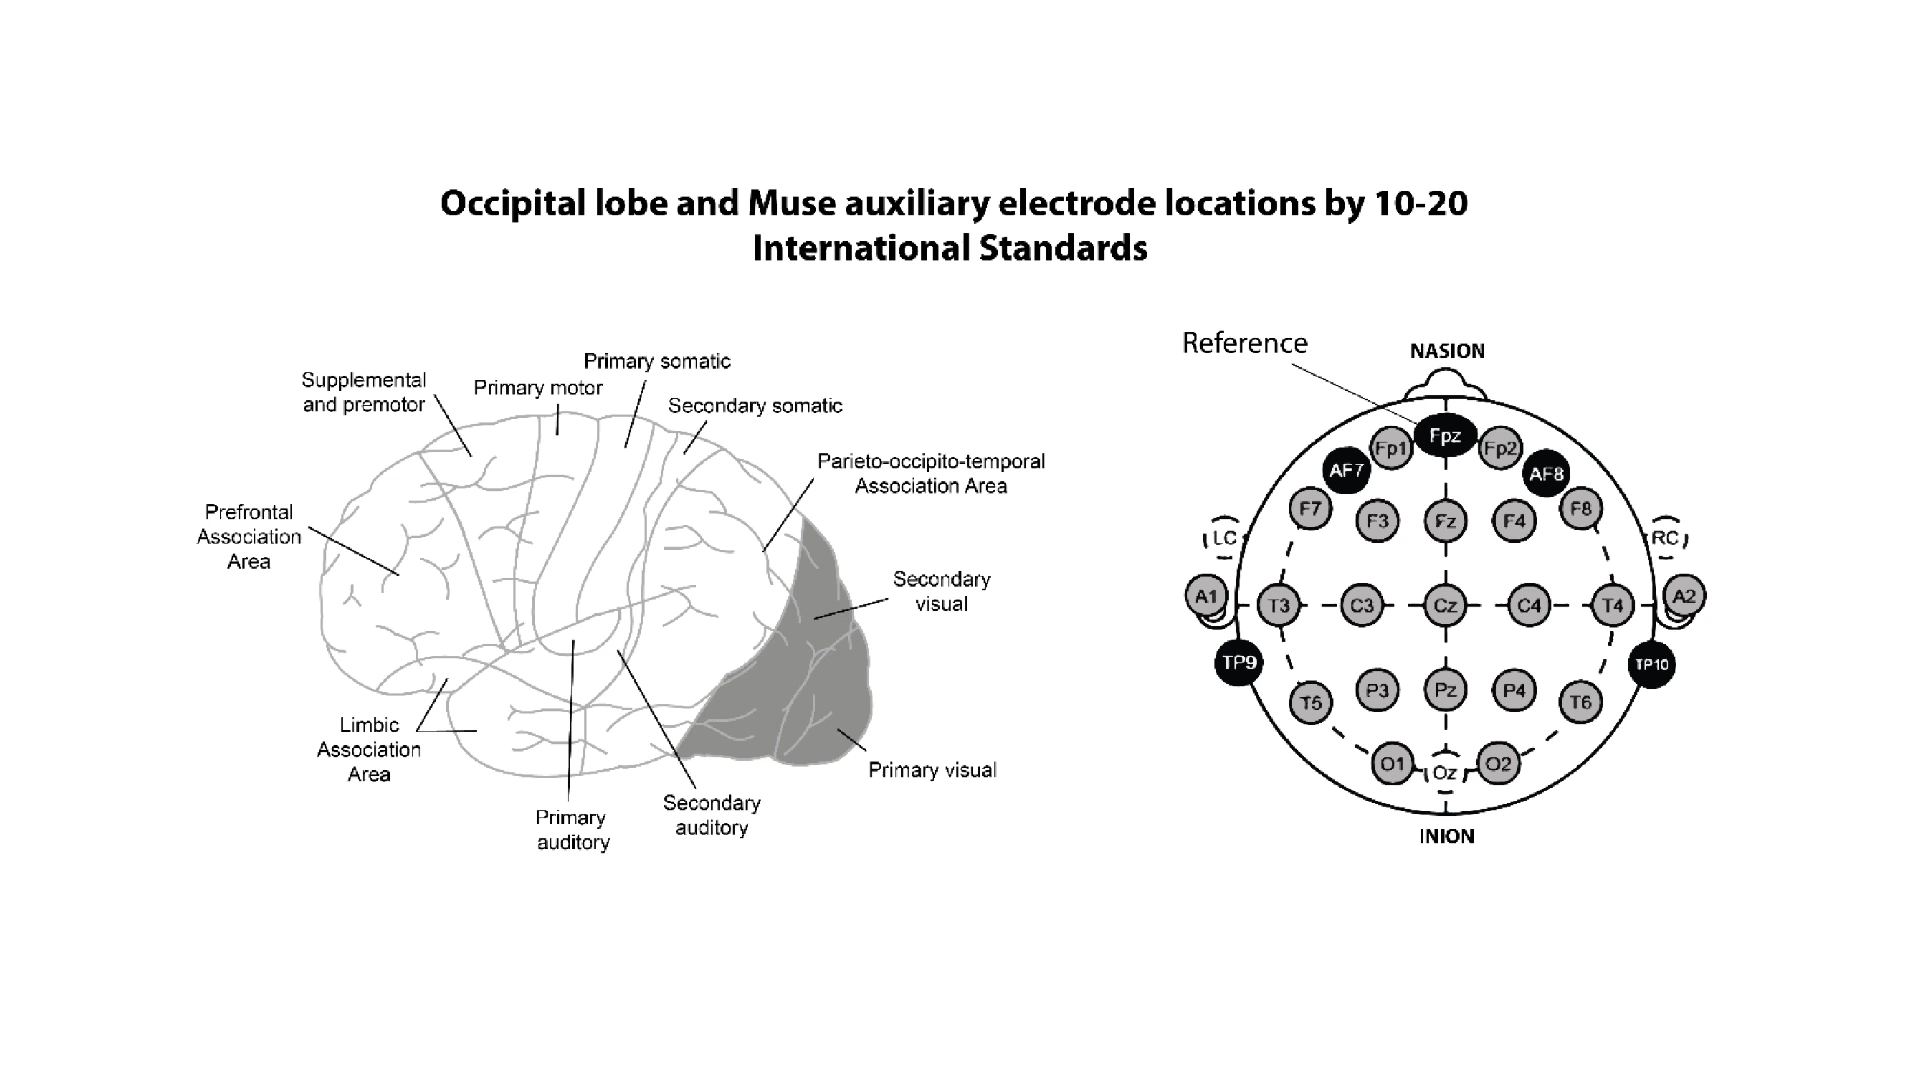 Occipital lobe and Muse auxiliary electrode locations by 10-20
International Standards
Primary somatic
Supplemental
and premotor
Primary motor
Secondary somatic
Parieto-occipito-temporal
Association Area
Prefrontal
Association
Area
Secondary
visual
Limbic
Association
Area
Primary visual
Primary
auditory
Secondary
auditory
Reference
NASION
Fp1 Fpz Fp2
AF7 AF8
F7 F3 Fz F4 F8
LC RC
A1 T3 C3 Cz C4 T4 A2
TP9 TP10
T5 P3 Pz P4 T6
O1 Oz O2
INION